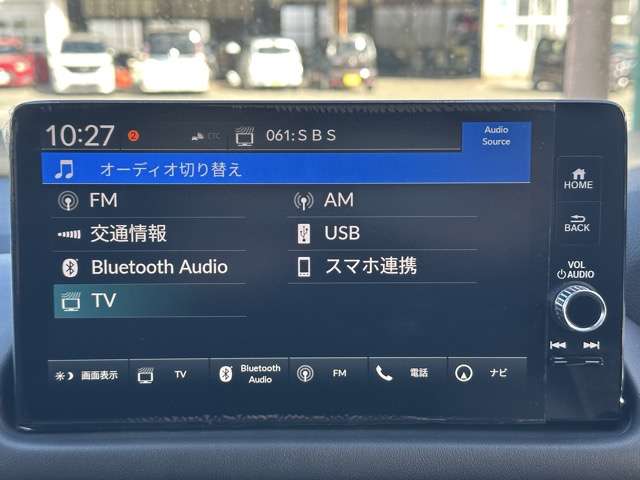 10:27 2 CTC 061:ＳＢＳ Audio Source
オーディオ切り替え
FM AM
交通情報 USB
Bluetooth Audio スマホ連携
TV
画面表示 TV Bluetooth Audio FM 電話 ナビ
HOME
BACK
VOL
AUDIO